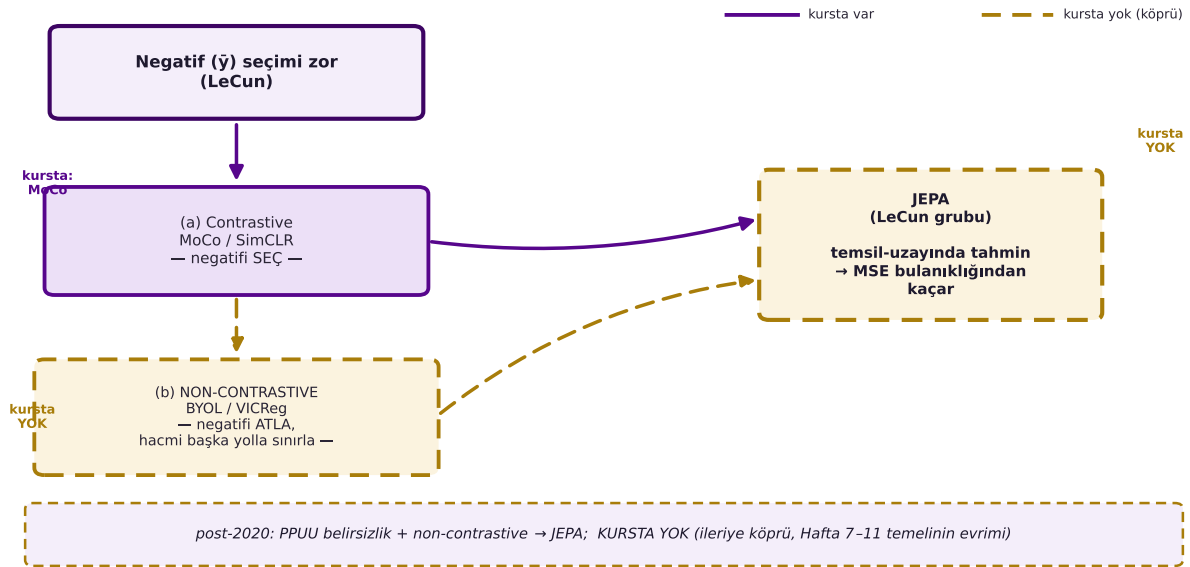 kursta var
kursta yok (köprü)
Negatif (ȳ) seçimi zor
(LeCun)
kursta:
MoCo
(a) Contrastive
MoCo / SimCLR
— negatifi SEÇ —
kursta
YOK
JEPA
(LeCun grubu)
temsil-uzayında tahmin
→ MSE bulanıklığından
kaçar
kursta
YOK
(b) NON-CONTRASTIVE
BYOL / VICReg
— negatifi ATLA,
hacmi başka yolla sınırla —
post-2020: PPUU belirsizlik + non-contrastive → JEPA; KURSTA YOK (ileriye köprü, Hafta 7–11 temelinin evrimi)